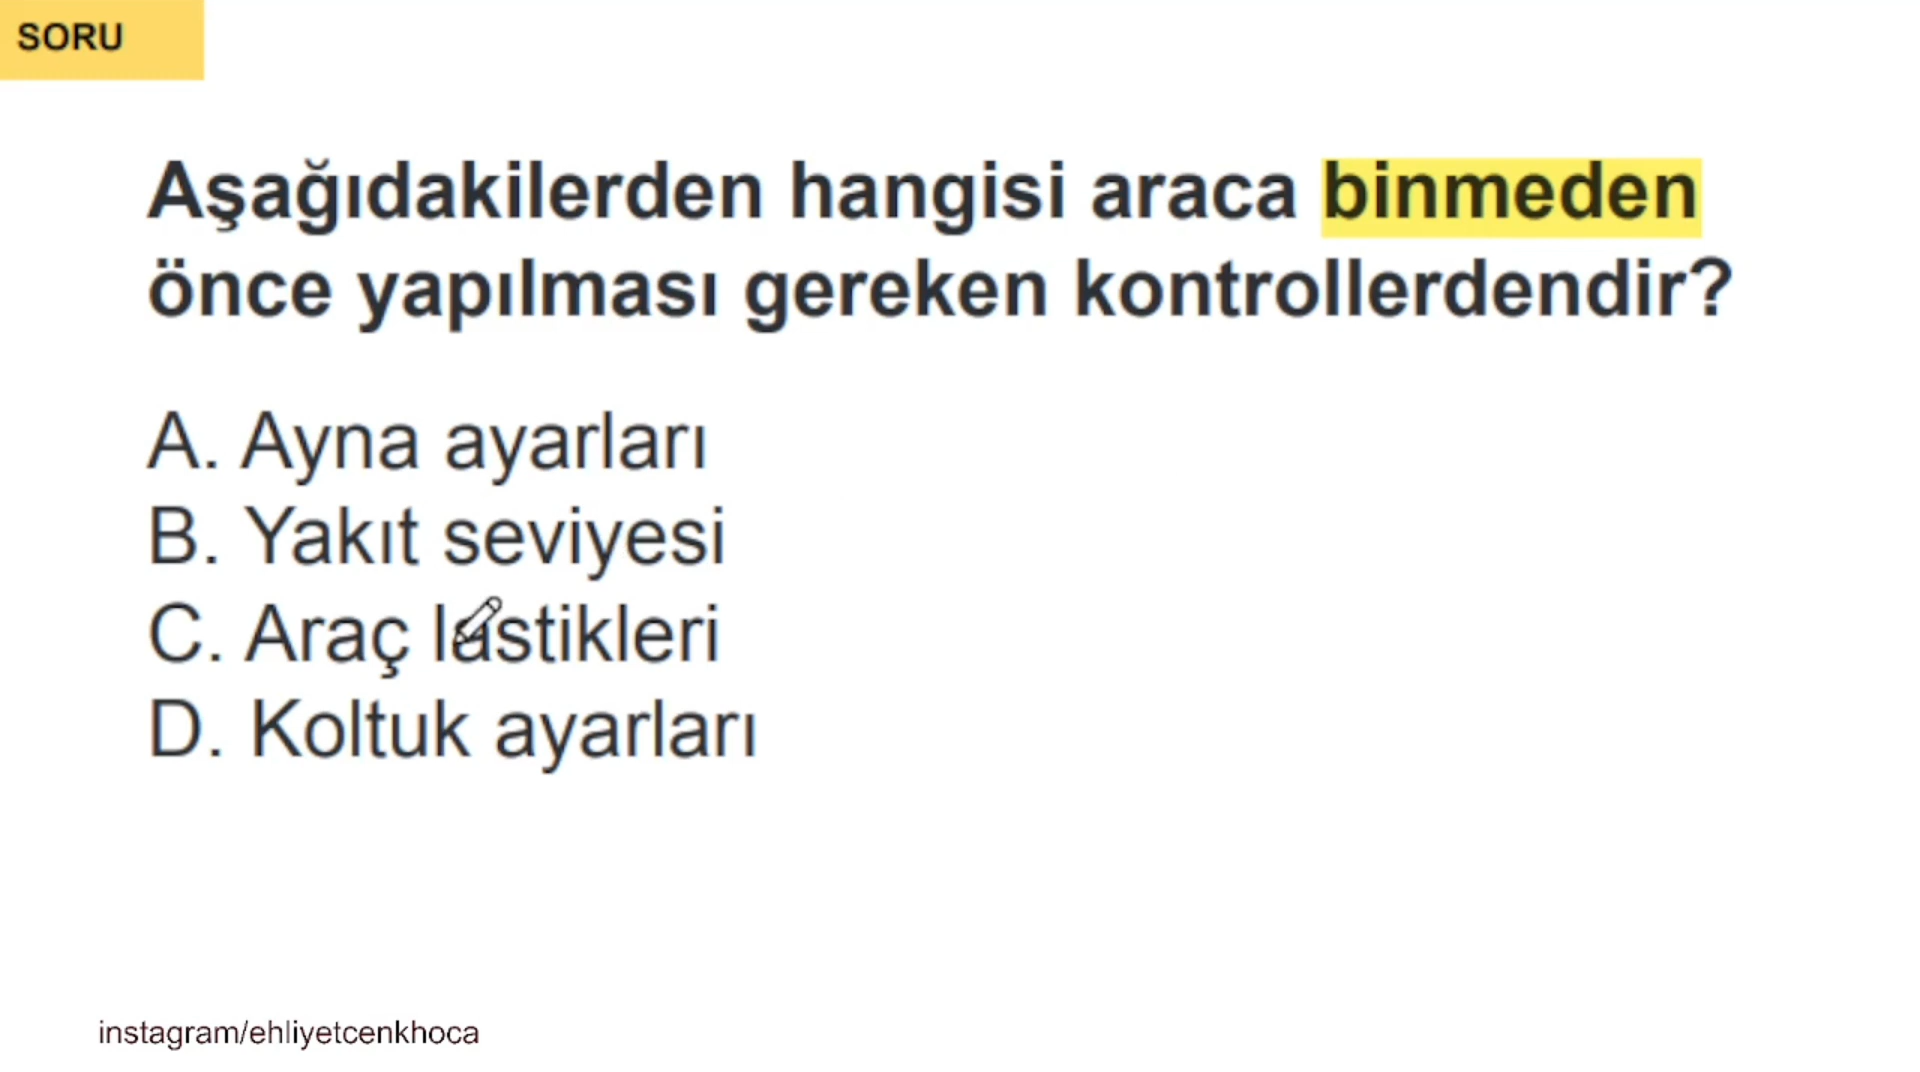 SORU
Aşağıdakilerden hangisi araca binmeden
önce yapılması gereken kontrollerdendir?
A. Ayna ayarları
B. Yakıt seviyesi
C. Araç lastikleri
D. Koltuk ayarları
instagram/ehliyetcenkhoca